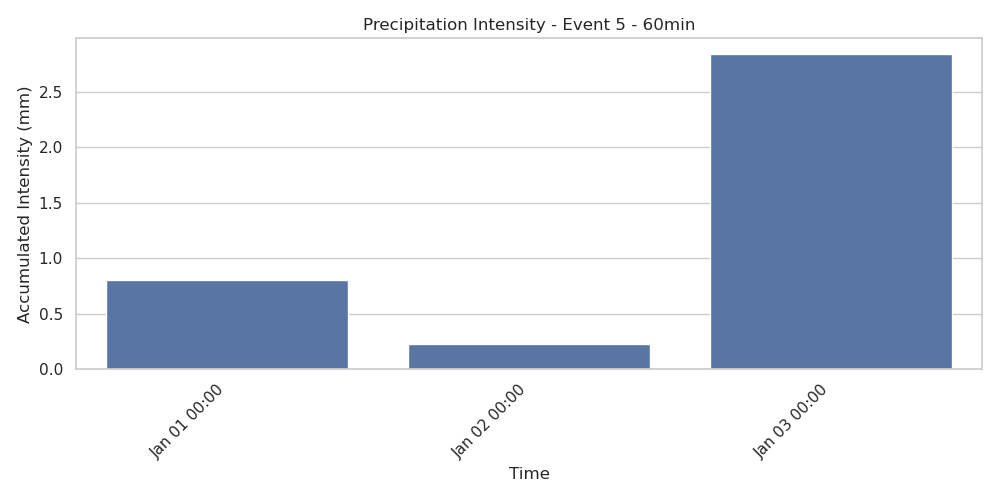 Precipitation Intensity - Event 5 - 60min
Accumulated Intensity (mm)
2.5
2.0
1.5
1.0
0.5
0.0
Jan 01 00:00
Jan 02 00:00
Jan 03 00:00
Time